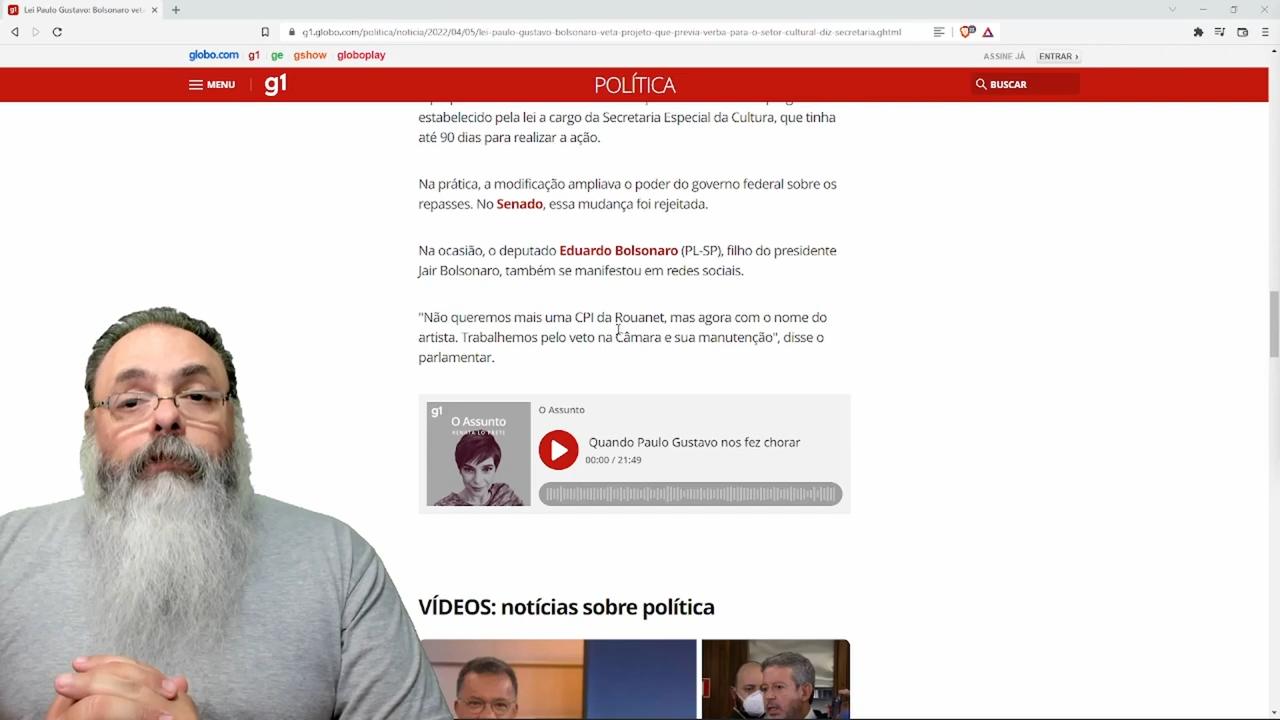 Lei Paulo Gustavo: Bolsonaro vet
g1.globo.com/politica/noticia/2022/04/05/lei-paulo-gustavo-bolsonaro-veta-projeto-que-previa-verba-para-o-setor-cultural-diz-secretaria.ghtml
globo.com g1 ge gshow globoplay
ASSINE JÁ ENTRAR ›
MENU g1 POLÍTICA BUSCAR
estabelecido pela lei a cargo da Secretaria Especial da Cultura, que tinha
até 90 dias para realizar a ação.
Na prática, a modificação ampliava o poder do governo federal sobre os
repasses. No Senado, essa mudança foi rejeitada.
Na ocasião, o deputado Eduardo Bolsonaro (PL-SP), filho do presidente
Jair Bolsonaro, também se manifestou em redes sociais.
"Não queremos mais uma CPI da Rouanet, mas agora com o nome do
artista. Trabalhemos pelo veto na Câmara e sua manutenção", disse o
parlamentar.
g1
O Assunto
RENATA LO PRETE
O Assunto
Quando Paulo Gustavo nos fez chorar
00:00 / 21:49
VÍDEOS: notícias sobre política